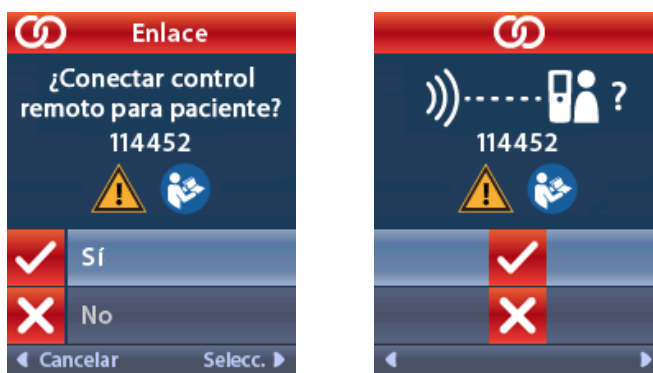 Enlace
¿Conectar control
remoto para paciente?
114452
Sí
No
Cancelar Selecc.
?
114452